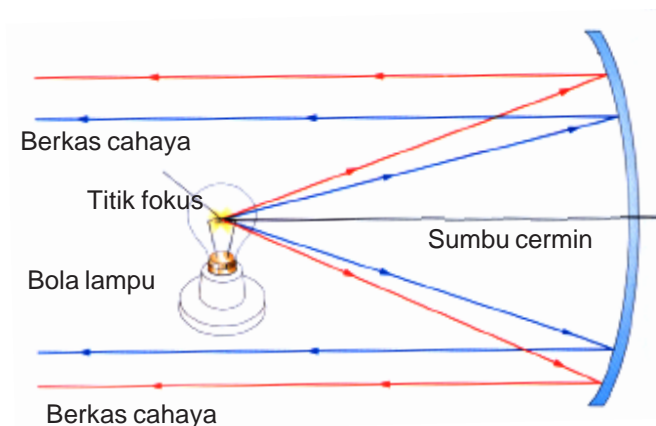 Berkas cahaya
Titik fokus
Sumbu cermin
Bola lampu
Berkas cahaya